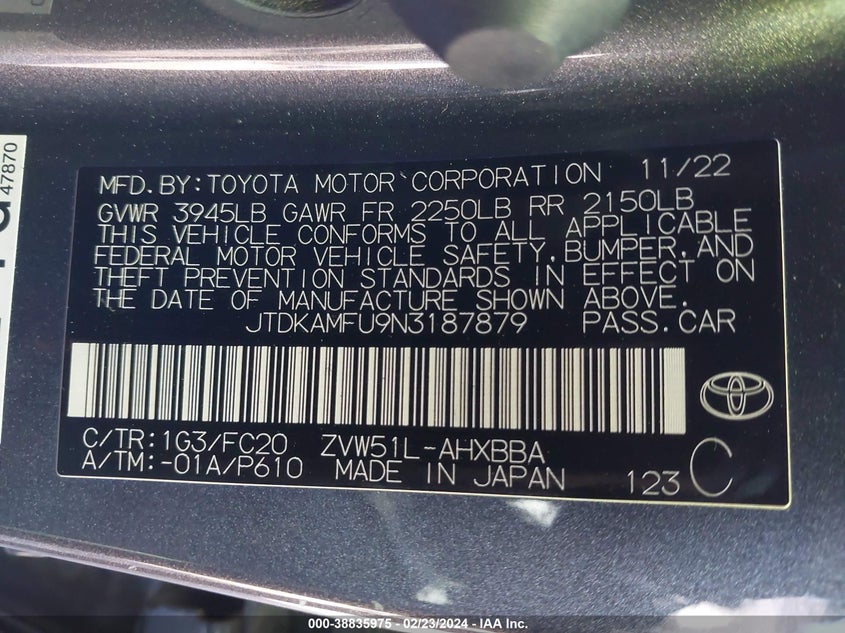 MFD.BY:TOYOTA MOTOR CORPORATION 11/22
GVWR 3945LB GAWR FR 2250LB RR 2150LB
THIS VEHICLE CONFORMS TO ALL APPLICABLE
FEDERAL MOTOR VEHICLE SAFETY,BUMPER,AND
THEFT PREVENTION STANDARDS IN EFFECT ON
THE DATE OF MANUFACTURE SHOWN ABOVE.
JTDKAMFU9N3187879 PASS.CAR
C/TR:1G3/FC20 ZVW51L-AHXBBA
A/TM:-01A/P610 MADE IN JAPAN 123 C
47870
000-38835975 - 02/23/2024 - IAA Inc.